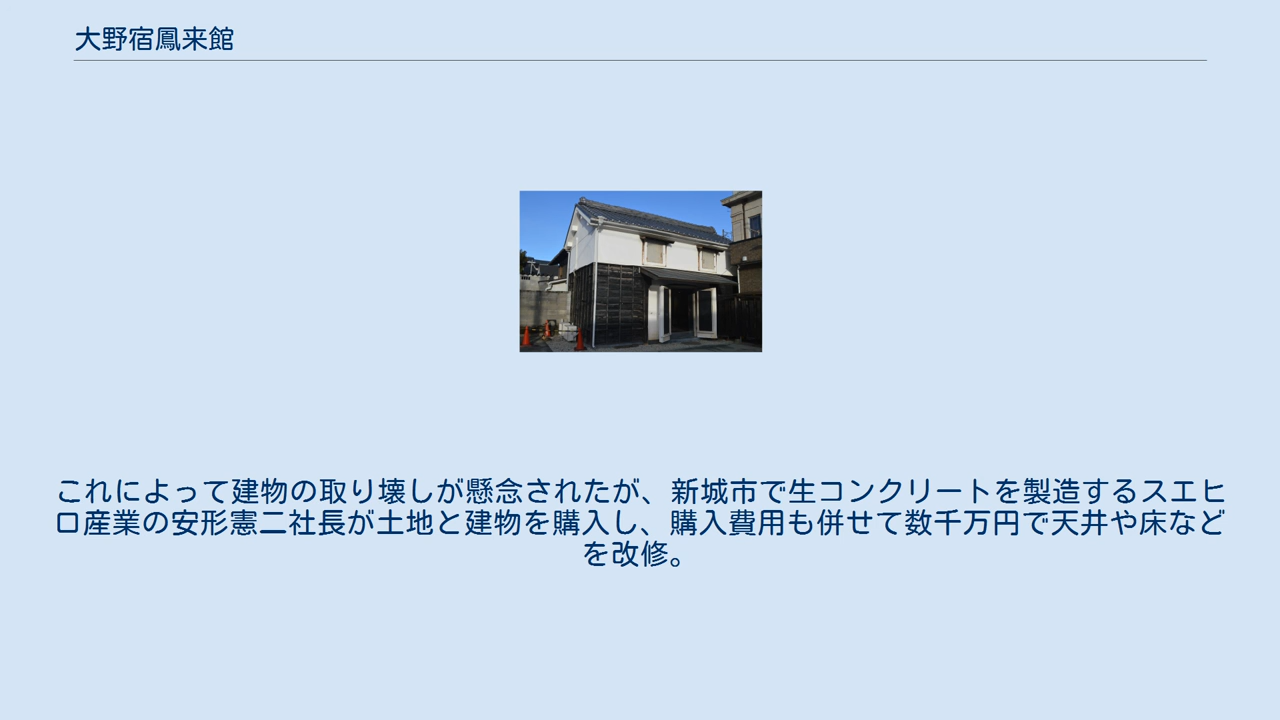 大野宿鳳来館
これによって建物の取り壊しが懸念されたが、新城市で生コンクリートを製造するスエヒ
ロ産業の安形憲二社長が土地と建物を購入し、購入費用も併せて数千万円で天井や床など
を改修。